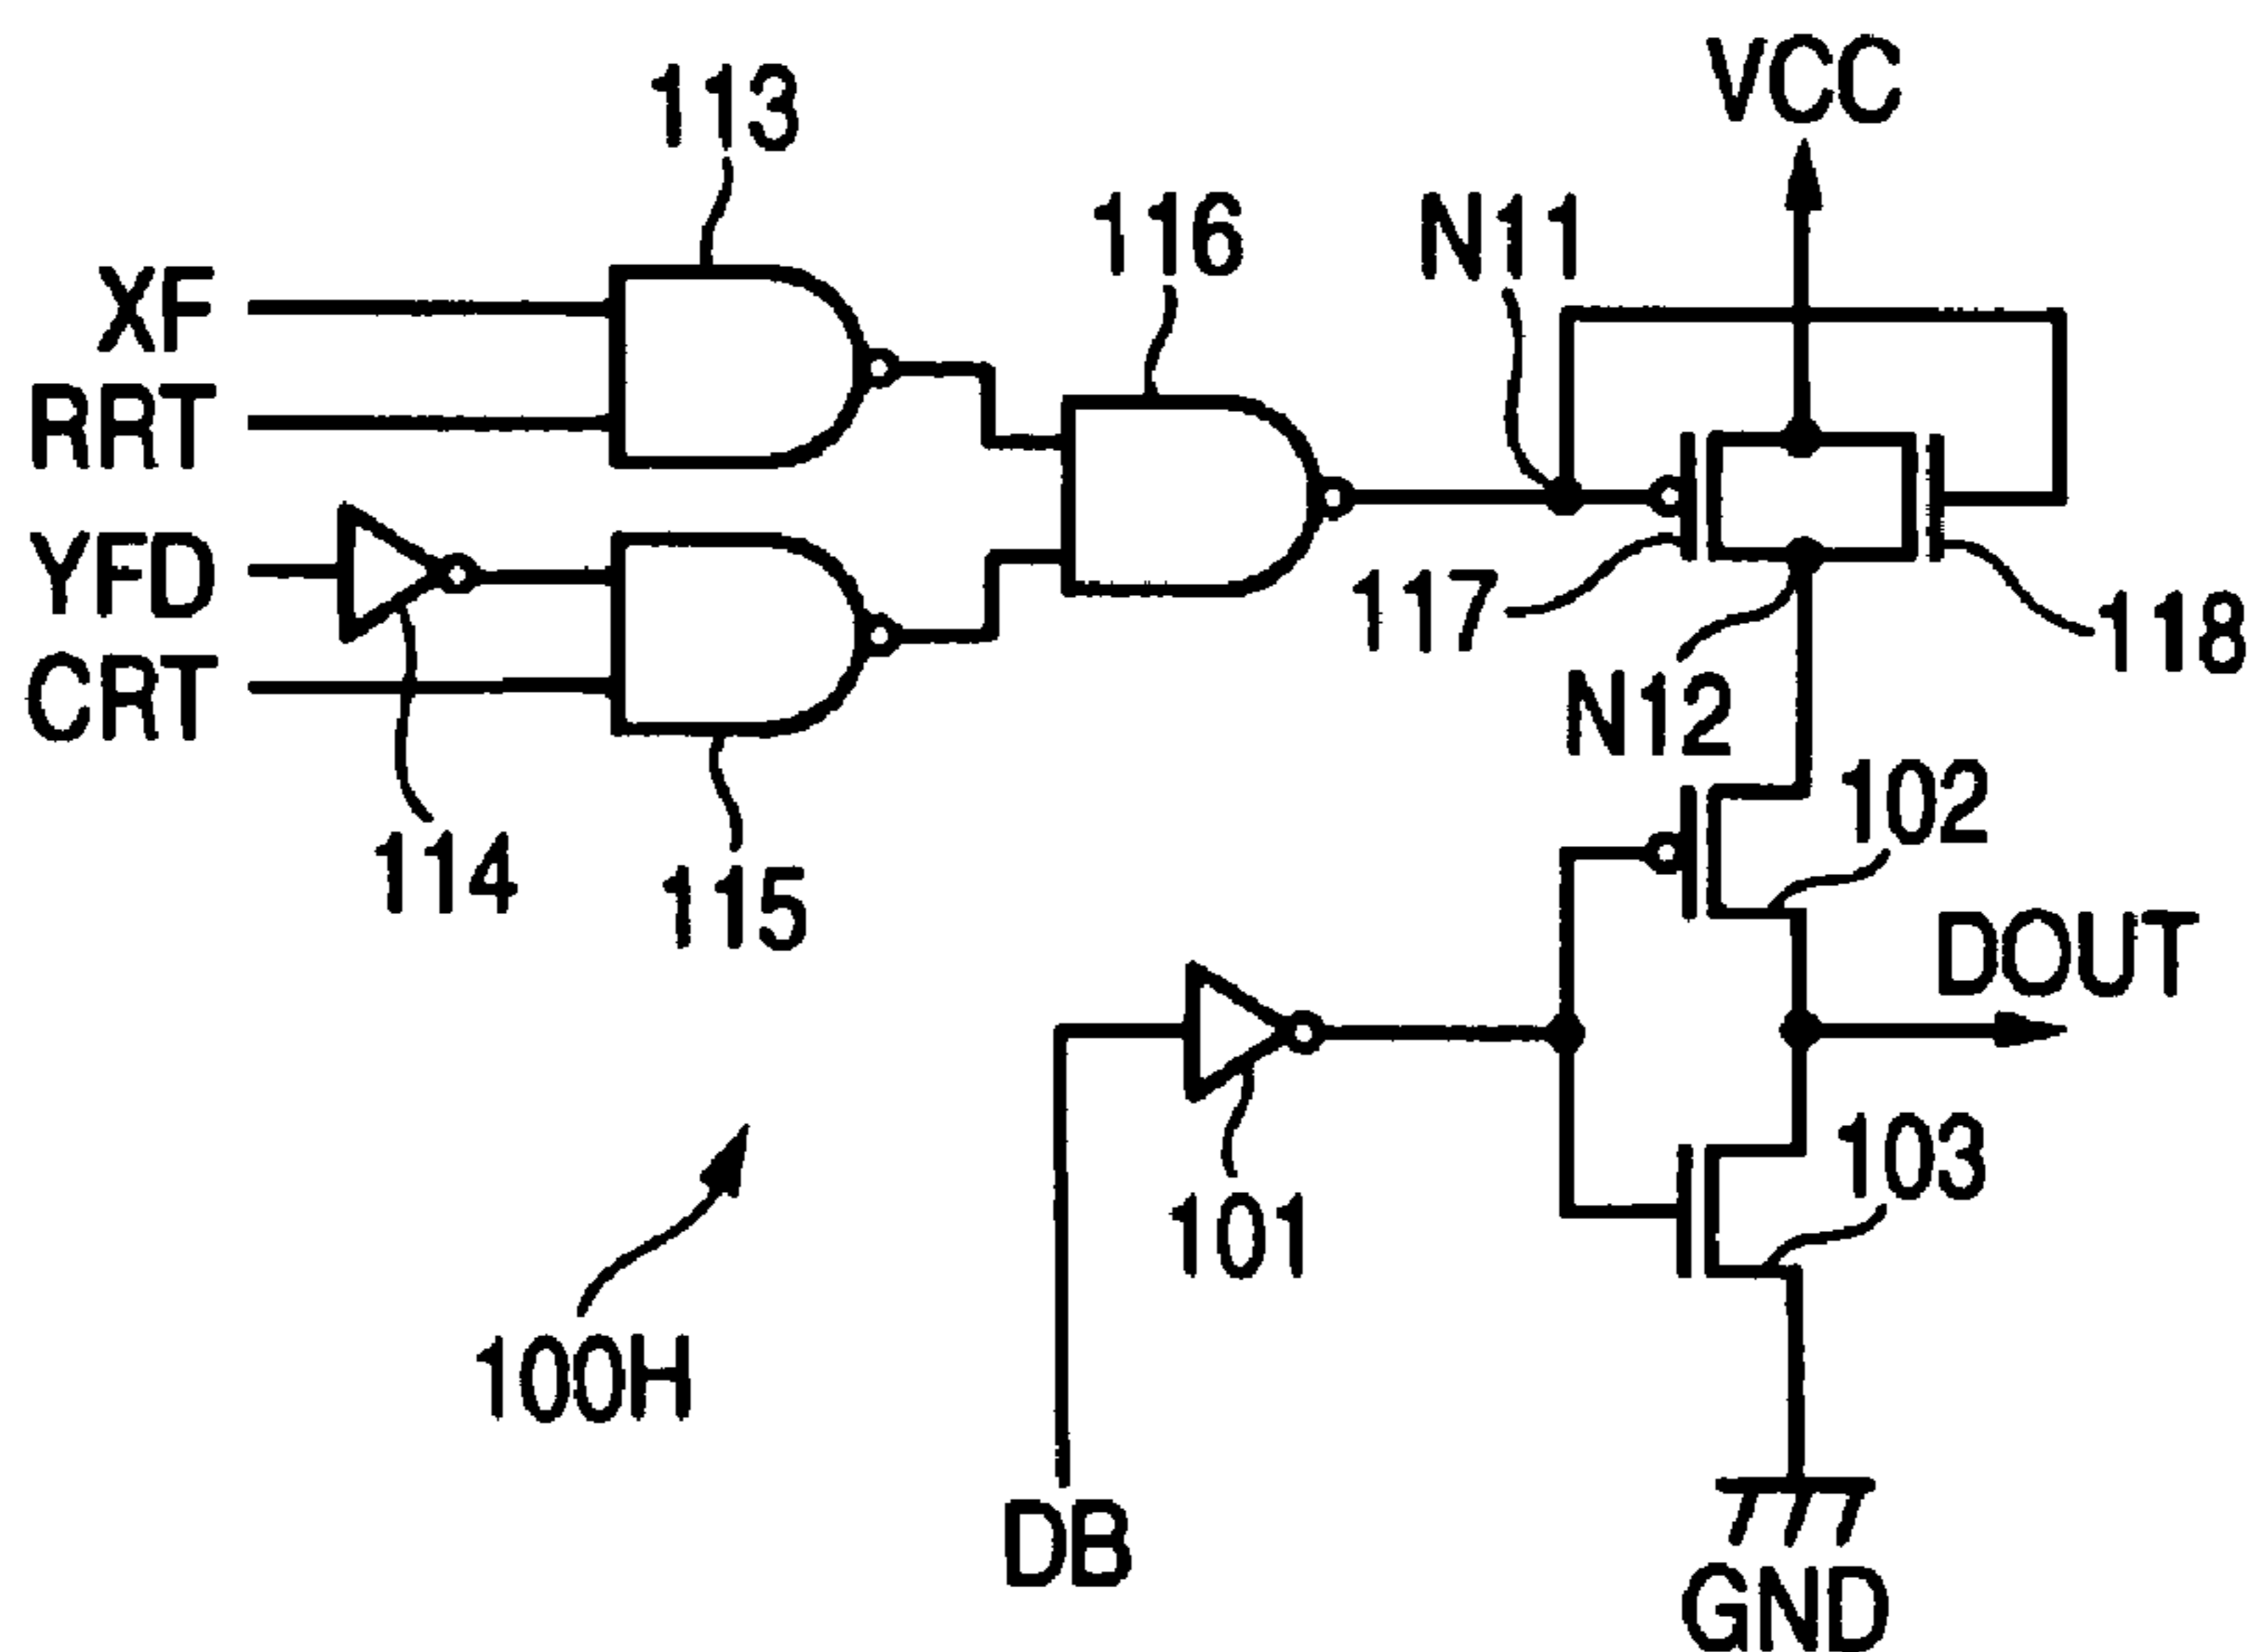 VCC
113
116
N11
XF
RRT
YFD
CRT
117
118
N12
114
115
102
DOUT
101
103
100H
DB
GND